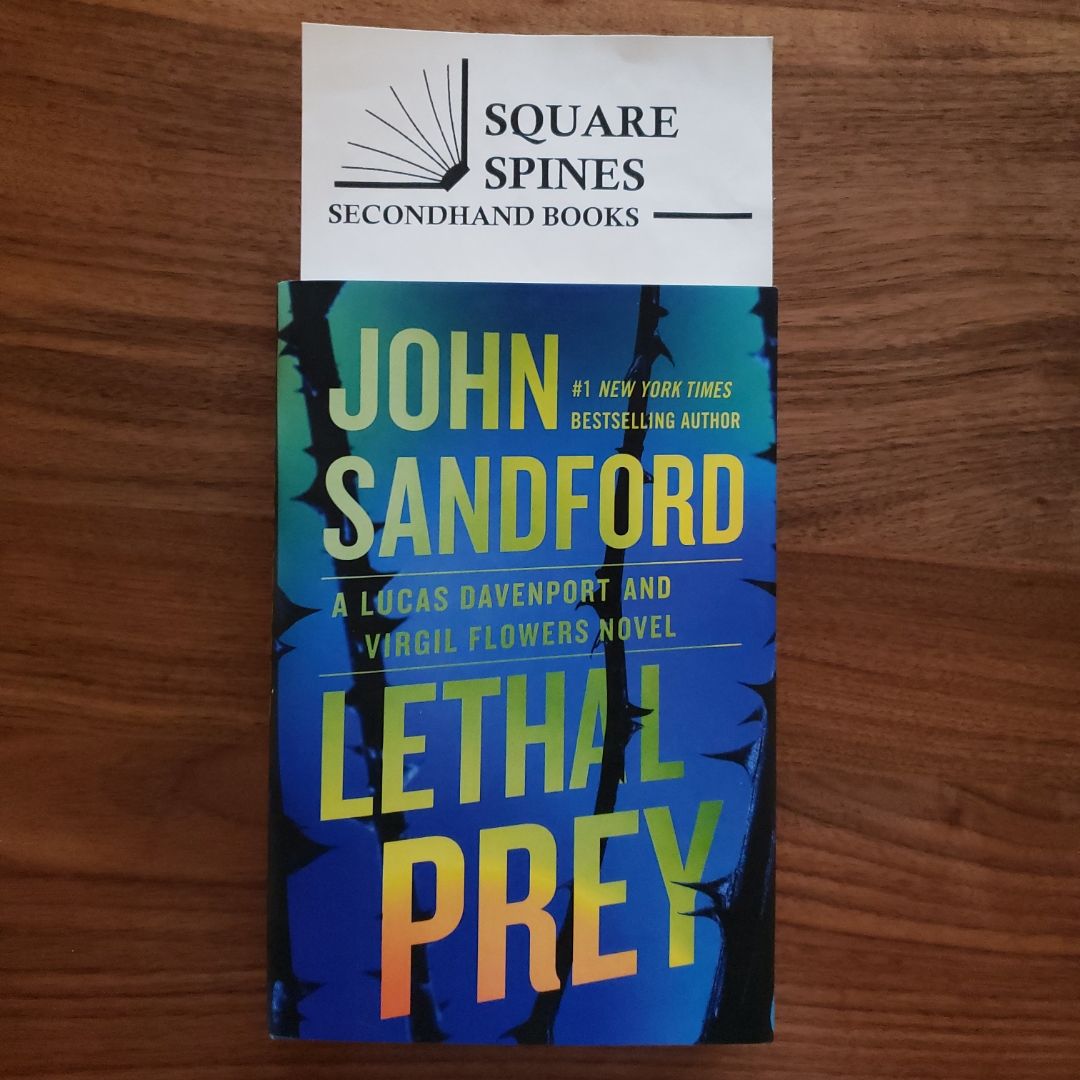 SQUARE
SPINES
SECONDHAND BOOKS
JOHN
#1 NEW YORK TIMES
BESTSELLING AUTHOR
SANDFORD
A LUCAS DAVENPORT AND
VIRGIL FLOWERS NOVEL
LETHAL
PREY